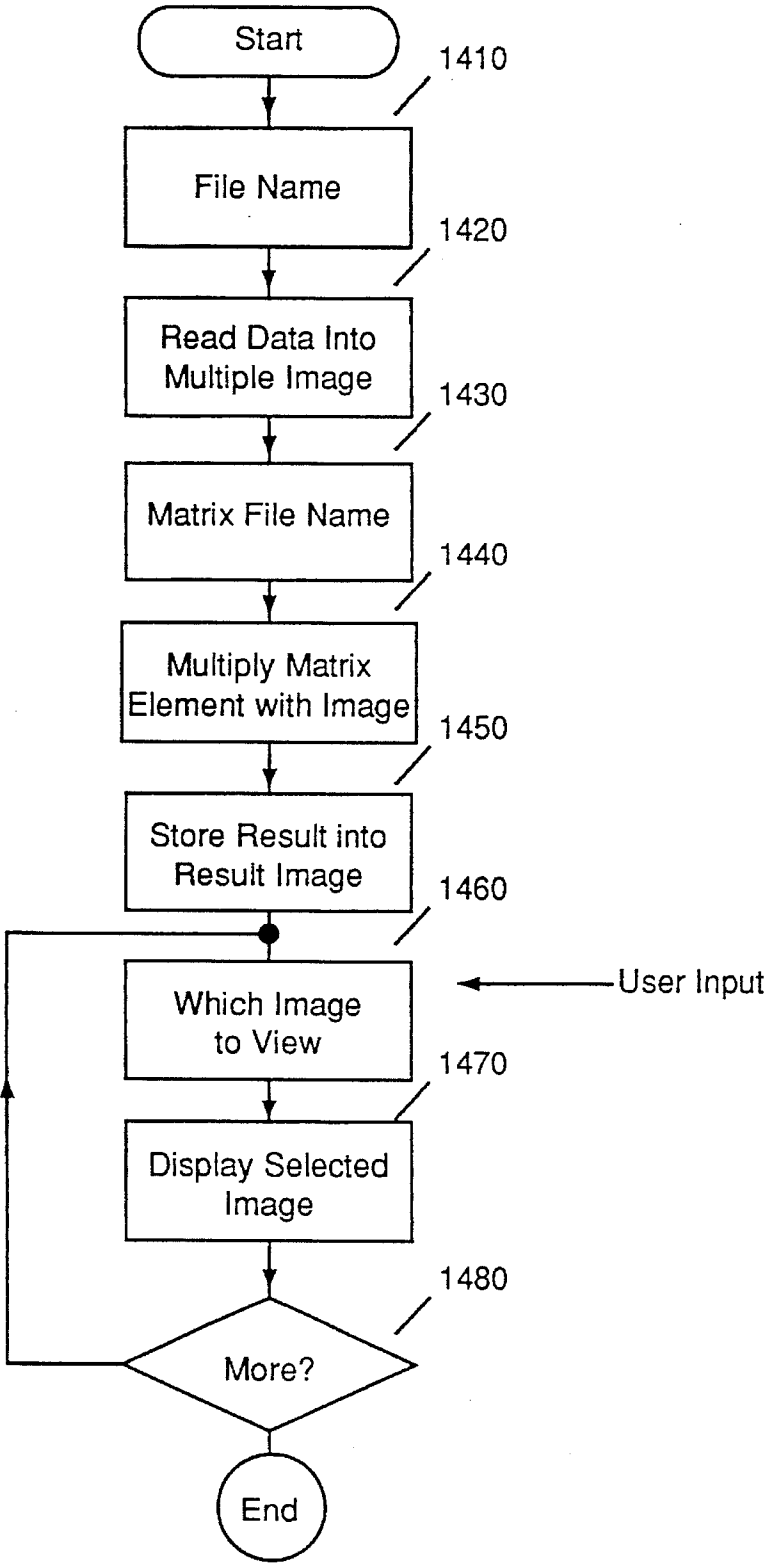 Start
1410
File Name
1420
Read Data Into
Multiple Image
1430
Matrix File Name
1440
Multiply Matrix
Element with Image
1450
Store Result into
Result Image
1460
Which Image
to View
User Input
1470
Display Selected
Image
1480
More?
End